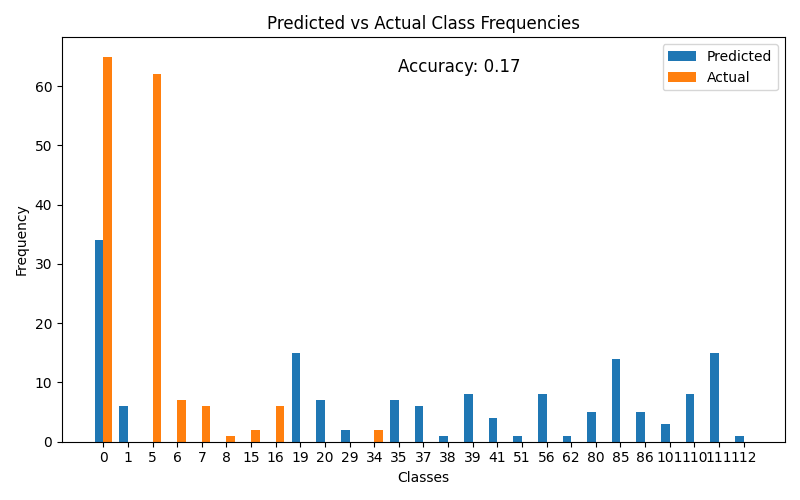 Predicted vs Actual Class Frequencies
Accuracy: 0.17
Predicted
Actual
Frequency
60
50
40
30
20
10
0
0 1 5 6 7 8 15 16 19 20 29 34 35 37 38 39 41 51 56 62 80 85 86 101 110 111 112
Classes